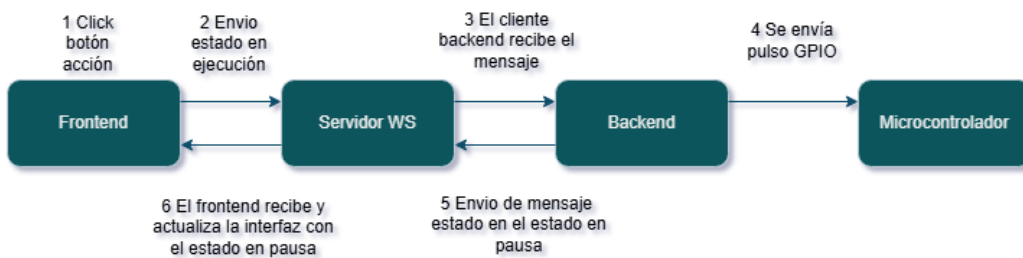 1 Click
botón
acción
2 Envio
estado en
ejecución
3 El cliente
backend recibe el
mensaje
4 Se envía
pulso GPIO
Frontend
Servidor WS
Backend
Microcontrolador
6 El frontend recibe y
actualiza la interfaz con
el estado en pausa
5 Envio de mensaje
estado en el estado en
pausa